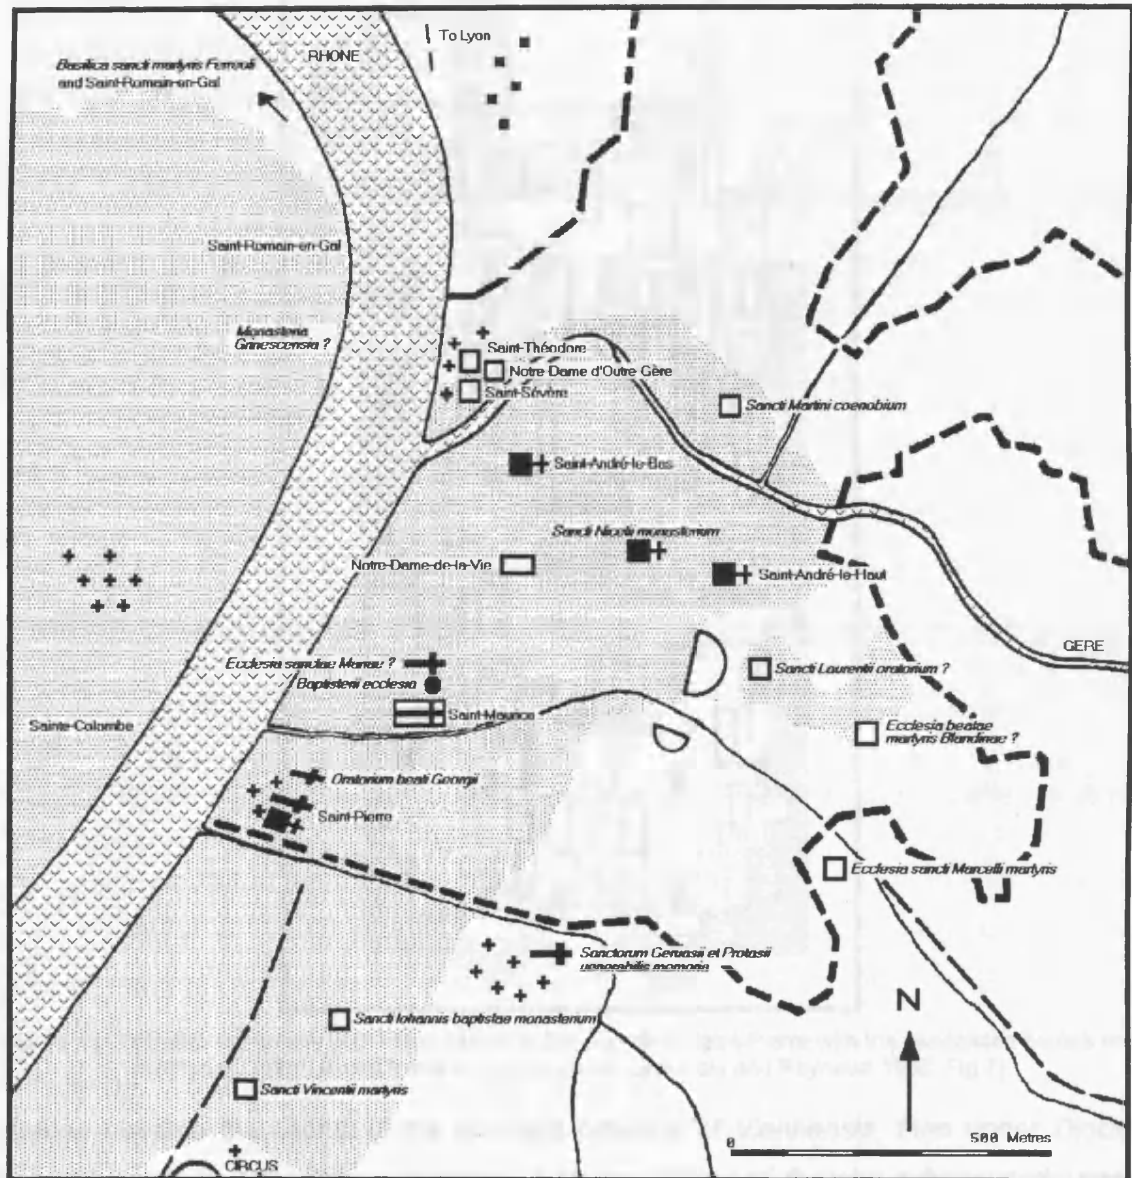 To Lyon
RHONE
Basilica sancti martyris Ferreoli
and Saint-Romain-en-Gal
Saint-Romain-en-Gal
Monasteria
Grinescensia ?
Saint-Théodore
Notre-Dame d'Outre Gère
Saint-Sévère
Sancti Martini coenobium
Saint-André-le-Bas
Sancti Nicetii monasterium
Notre-Dame-de-la-Vie
Saint-André-le-Haut
GERE
Ecclesia sanctae Mariae ?
Sancti Laurentii oratorium ?
Baptisterii ecclesia
Saint-Maurice
Sainte-Colombe
Ecclesia beatae
martyris Blandinae ?
Oratorium beati Georgii
Saint-Pierre
Ecclesia sancti Marcelli martyris
Sanctorum Gervasii et Protasii
venerabilis memoria
N
Sancti Iohannis baptistae monasterium
Sancti Vincentii martyris
0 500 Metres
CIRCUS